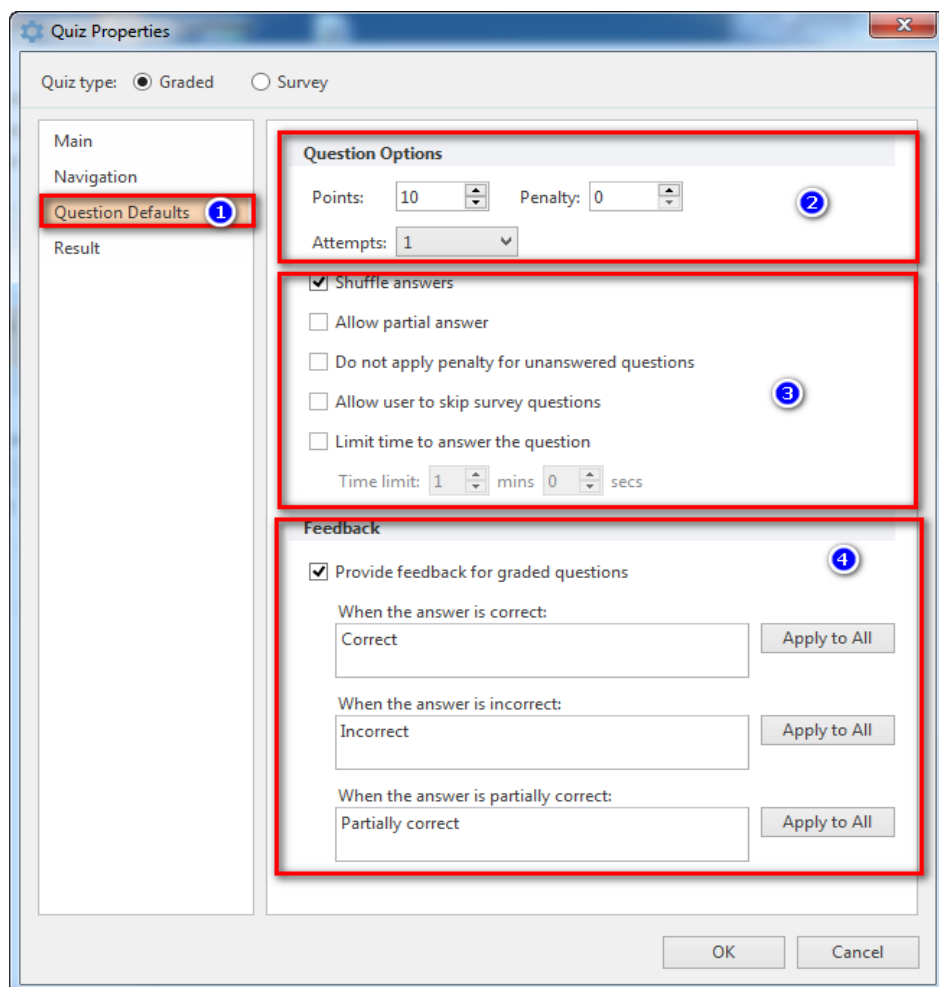 Quiz Properties
Quiz type: Graded Survey
Main
Navigation
Question Defaults 1
Result
Question Options
Points: 10 Penalty: 0
2
Attempts: 1
Shuffle answers
Allow partial answer
Do not apply penalty for unanswered questions
3
Allow user to skip survey questions
Limit time to answer the question
Time limit: 1 mins 0 secs
Feedback
4
Provide feedback for graded questions
When the answer is correct:
Correct Apply to All
When the answer is incorrect:
Incorrect Apply to All
When the answer is partially correct:
Partially correct Apply to All
OK Cancel